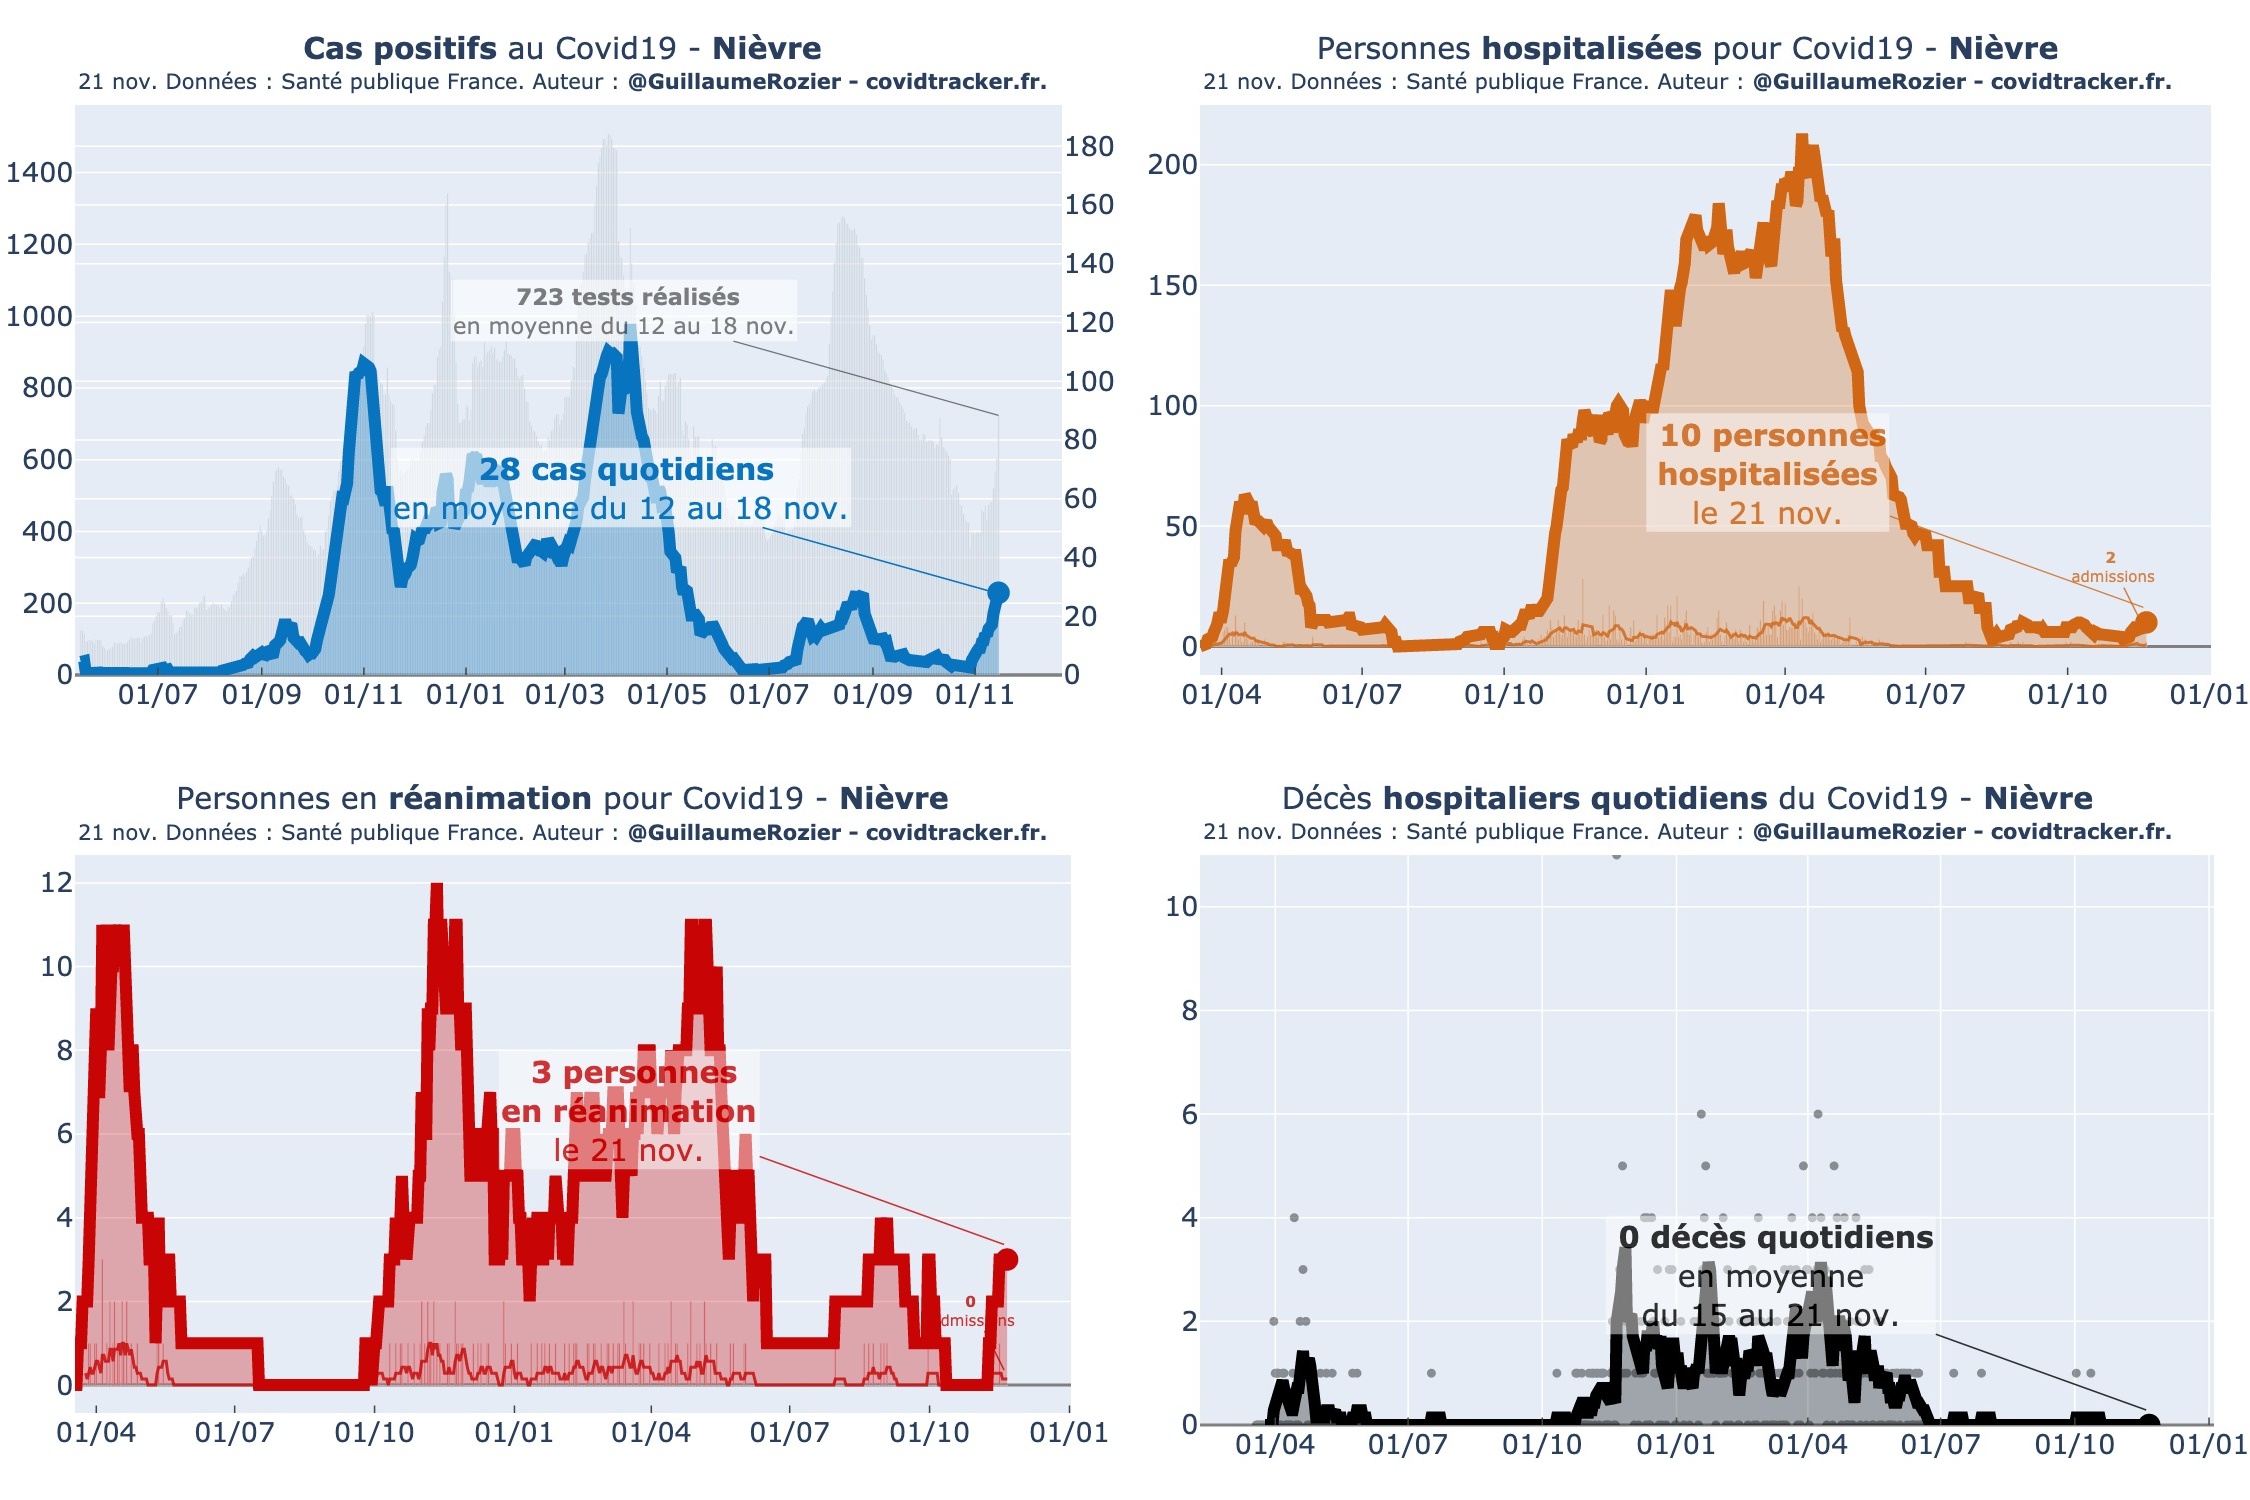 Cas positifs au Covid19 - Nièvre
21 nov. Données : Santé publique France. Auteur : @GuillaumeRozier - covidtracker.fr.
1400
1200
1000
800
600
400
200
0
180
160
140
120
100
80
60
40
20
0
723 tests réalisés
en moyenne du 12 au 18 nov.
28 cas quotidiens
en moyenne du 12 au 18 nov.
01/07 01/09 01/11 01/01 01/03 01/05 01/07 01/09 01/11
Personnes hospitalisées pour Covid19 - Nièvre
21 nov. Données : Santé publique France. Auteur : @GuillaumeRozier - covidtracker.fr.
200
150
100
50
0
10 personnes
hospitalisées
le 21 nov.
2
admissions
01/04 01/07 01/10 01/01 01/04 01/07 01/10 01/01
Personnes en réanimation pour Covid19 - Nièvre
21 nov. Données : Santé publique France. Auteur : @GuillaumeRozier - covidtracker.fr.
12
10
8
6
4
2
0
3 personnes
en réanimation
le 21 nov.
0
dmissions
01/04 01/07 01/10 01/01 01/04 01/07 01/10 01/01
Décès hospitaliers quotidiens du Covid19 - Nièvre
21 nov. Données : Santé publique France. Auteur : @GuillaumeRozier - covidtracker.fr.
10
8
6
4
2
0
0 décès quotidiens
en moyenne
du 15 au 21 nov.
01/04 01/07 01/10 01/01 01/04 01/07 01/10 01/01